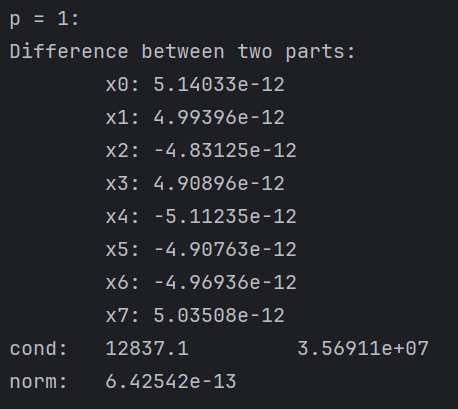 p = 1:
Difference between two parts:
x0: 5.14033e-12
x1: 4.99396e-12
x2: -4.83125e-12
x3: 4.90896e-12
x4: -5.11235e-12
x5: -4.90763e-12
x6: -4.96936e-12
x7: 5.03508e-12
cond: 12837.1 3.56911e+07
norm: 6.42542e-13